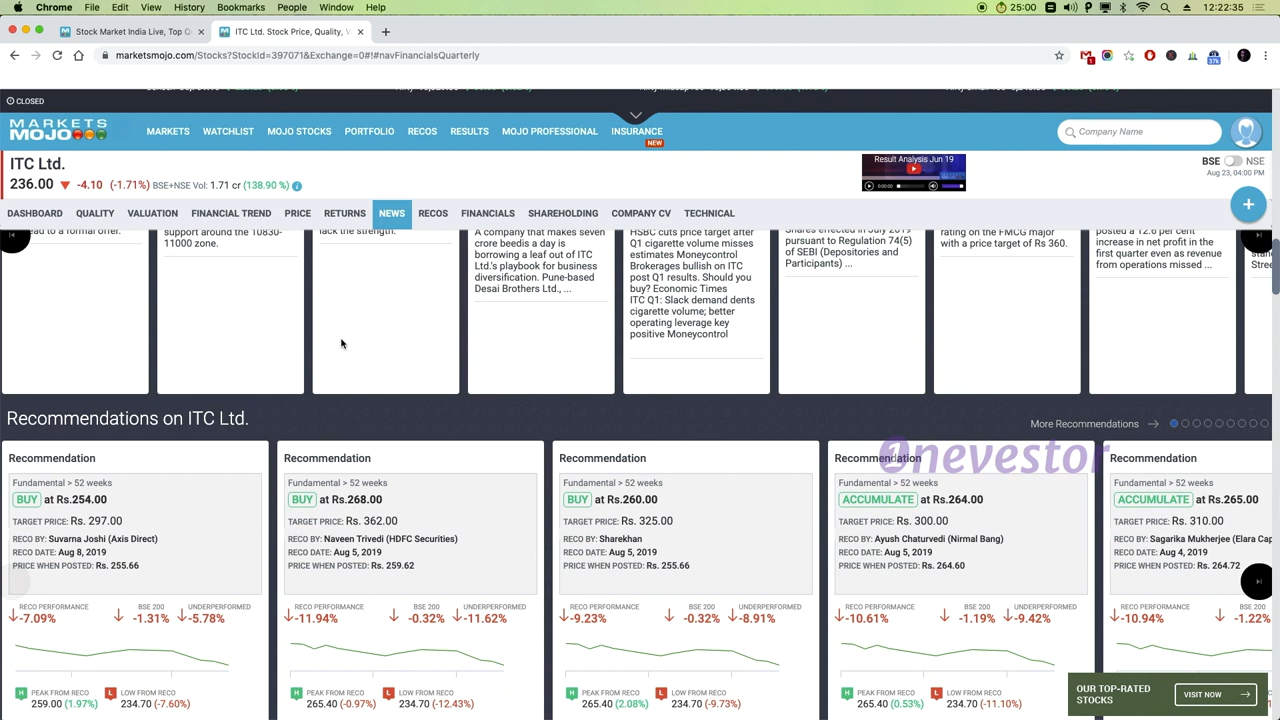 Chrome File Edit View History Bookmarks People Window Help 25:00 12:22:35
Stock Market India Live, Top Q ITC Ltd. Stock Price, Quality, V
marketsmojo.com/Stocks?StockId=397071&Exchange=0#!#navFinancialsQuarterly
1 37k
CLOSED
MARKETS
MOJO
MARKETS WATCHLIST MOJO STOCKS PORTFOLIO RECOS RESULTS MOJO PROFESSIONAL INSURANCE
NEW
Company Name
ITC Ltd.
236.00 -4.10 (-1.71%) BSE+NSE Vol: 1.71 cr (138.90 %)
Result Analysis Jun 19
0:00:00
BSE NSE
Aug 23, 04:00 PM
DASHBOARD QUALITY VALUATION FINANCIAL TREND PRICE RETURNS NEWS RECOS FINANCIALS SHAREHOLDING COMPANY CV TECHNICAL
+
lead to a formal offer.
support around the 10830-
11000 zone.
lack the strength.
A company that makes seven
crore beedis a day is
borrowing a leaf out of ITC
Ltd.'s playbook for business
diversification. Pune-based
Desai Brothers Ltd., ...
HSBC cuts price target after
Q1 cigarette volume misses
estimates Moneycontrol
Brokerages bullish on ITC
post Q1 results. Should you
buy? Economic Times
ITC Q1: Slack demand dents
cigarette volume; better
operating leverage key
positive Moneycontrol
Shares effected in July 2019
pursuant to Regulation 74(5)
of SEBI (Depositories and
Participants) ...
rating on the FMCG major
with a price target of Rs 360.
posted a 12.6 per cent
increase in net profit in the
first quarter even as revenue
from operations missed ...
Stree
Recommendations on ITC Ltd.
More Recommendations
Onevestor
Recommendation
Fundamental > 52 weeks
BUY at Rs.254.00
TARGET PRICE: Rs. 297.00
RECO BY: Suvarna Joshi (Axis Direct)
RECO DATE: Aug 8, 2019
PRICE WHEN POSTED: Rs. 255.66
RECO PERFORMANCE BSE 200 UNDERPERFORMED
-7.09% -1.31% -5.78%
H PEAK FROM RECO L LOW FROM RECO
259.00 (1.97%) 234.70 (-7.60%)
Recommendation
Fundamental > 52 weeks
BUY at Rs.268.00
TARGET PRICE: Rs. 362.00
RECO BY: Naveen Trivedi (HDFC Securities)
RECO DATE: Aug 5, 2019
PRICE WHEN POSTED: Rs. 259.62
RECO PERFORMANCE BSE 200 UNDERPERFORMED
-11.94% -0.32% -11.62%
H PEAK FROM RECO L LOW FROM RECO
265.40 (-0.97%) 234.70 (-12.43%)
Recommendation
Fundamental > 52 weeks
BUY at Rs.260.00
TARGET PRICE: Rs. 325.00
RECO BY: Sharekhan
RECO DATE: Aug 5, 2019
PRICE WHEN POSTED: Rs. 255.66
RECO PERFORMANCE BSE 200 UNDERPERFORMED
-9.23% -0.32% -8.91%
H PEAK FROM RECO L LOW FROM RECO
265.40 (2.08%) 234.70 (-9.73%)
Recommendation
Fundamental > 52 weeks
ACCUMULATE at Rs.264.00
TARGET PRICE: Rs. 300.00
RECO BY: Ayush Chaturvedi (Nirmal Bang)
RECO DATE: Aug 5, 2019
PRICE WHEN POSTED: Rs. 264.60
RECO PERFORMANCE BSE 200 UNDERPERFORMED
-10.61% -1.19% -9.42%
H PEAK FROM RECO L LOW FROM RECO
265.40 (0.53%) 234.70 (-11.10%)
Recommendation
Fundamental > 52 weeks
ACCUMULATE at Rs.265.00
TARGET PRICE: Rs. 310.00
RECO BY: Sagarika Mukherjee (Elara Cap
RECO DATE: Aug 4, 2019
PRICE WHEN POSTED: Rs. 264.72
RECO PERFORMANCE BSE 200
-10.94% -1.22%
OUR TOP-RATED
STOCKS
VISIT NOW